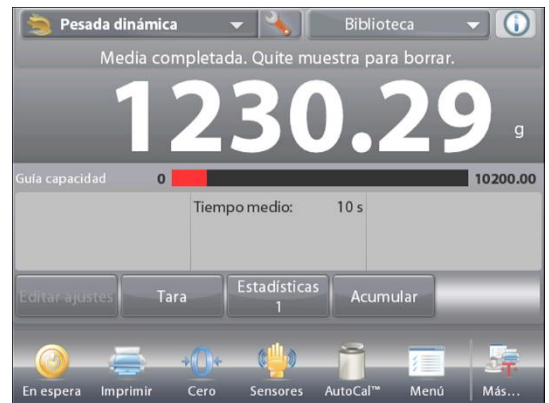 Pesada dinámica Biblioteca
Media completada. Quite muestra para borrar.
1230.29 g
Guía capacidad 0 10200.00
Tiempo medio: 10 s
Editar ajustes Tara Estadísticas 1 Acumular
En espera Imprimir Cero Sensores AutoCal™ Menú Más...